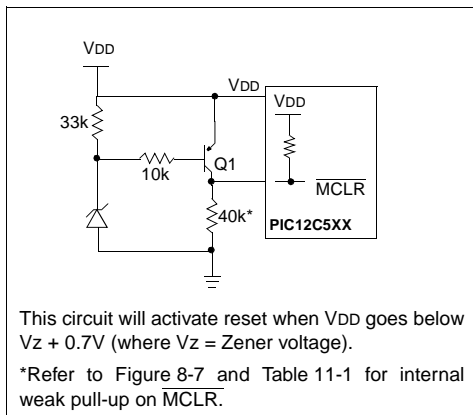 VDD
VDD
33k
VDD
10k
Q1
MCLR
40k*
PIC12C5XX
This circuit will activate reset when VDD goes below
Vz + 0.7V (where Vz = Zener voltage).
*Refer to Figure 8-7 and Table 11-1 for internal
weak pull-up on MCLR.